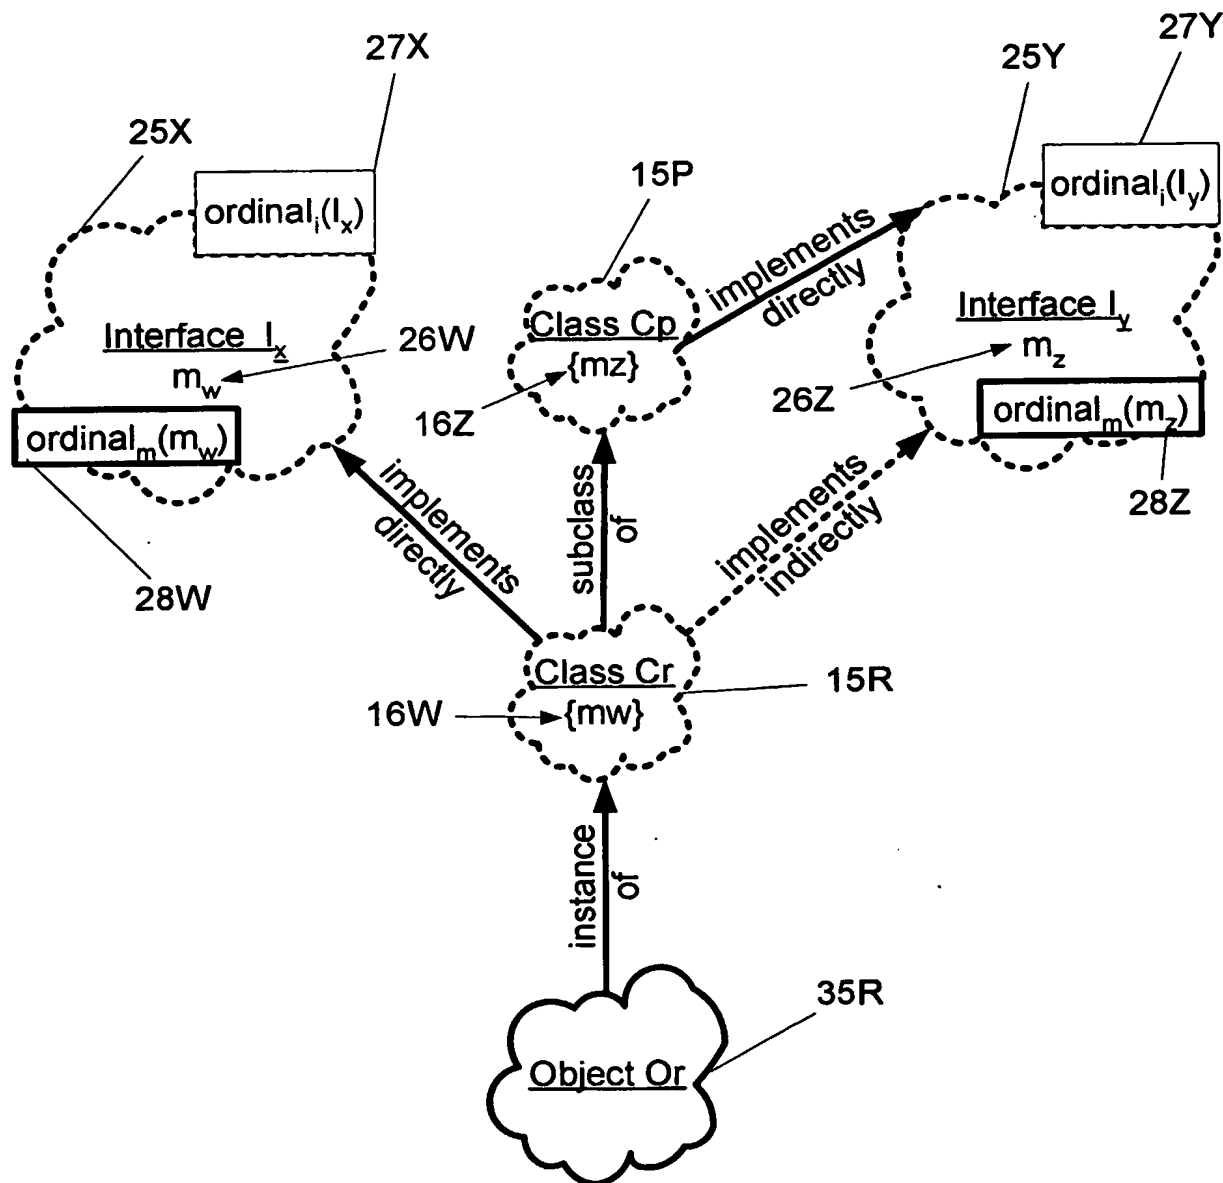 27X
27Y
25Y
25X
15P
ordinal_i(I_x)
ordinal_i(I_y)
implements
directly
Class Cp
{mz}
Interface I_x
m_w
26W
Interface I_y
m_z
16Z
26Z
ordinal_m(m_w)
ordinal_m(m_z)
28Z
implements
directly
subclass
of
implements
indirectly
28W
Class Cr
{mw}
15R
16W
instance
of
35R
Object Or